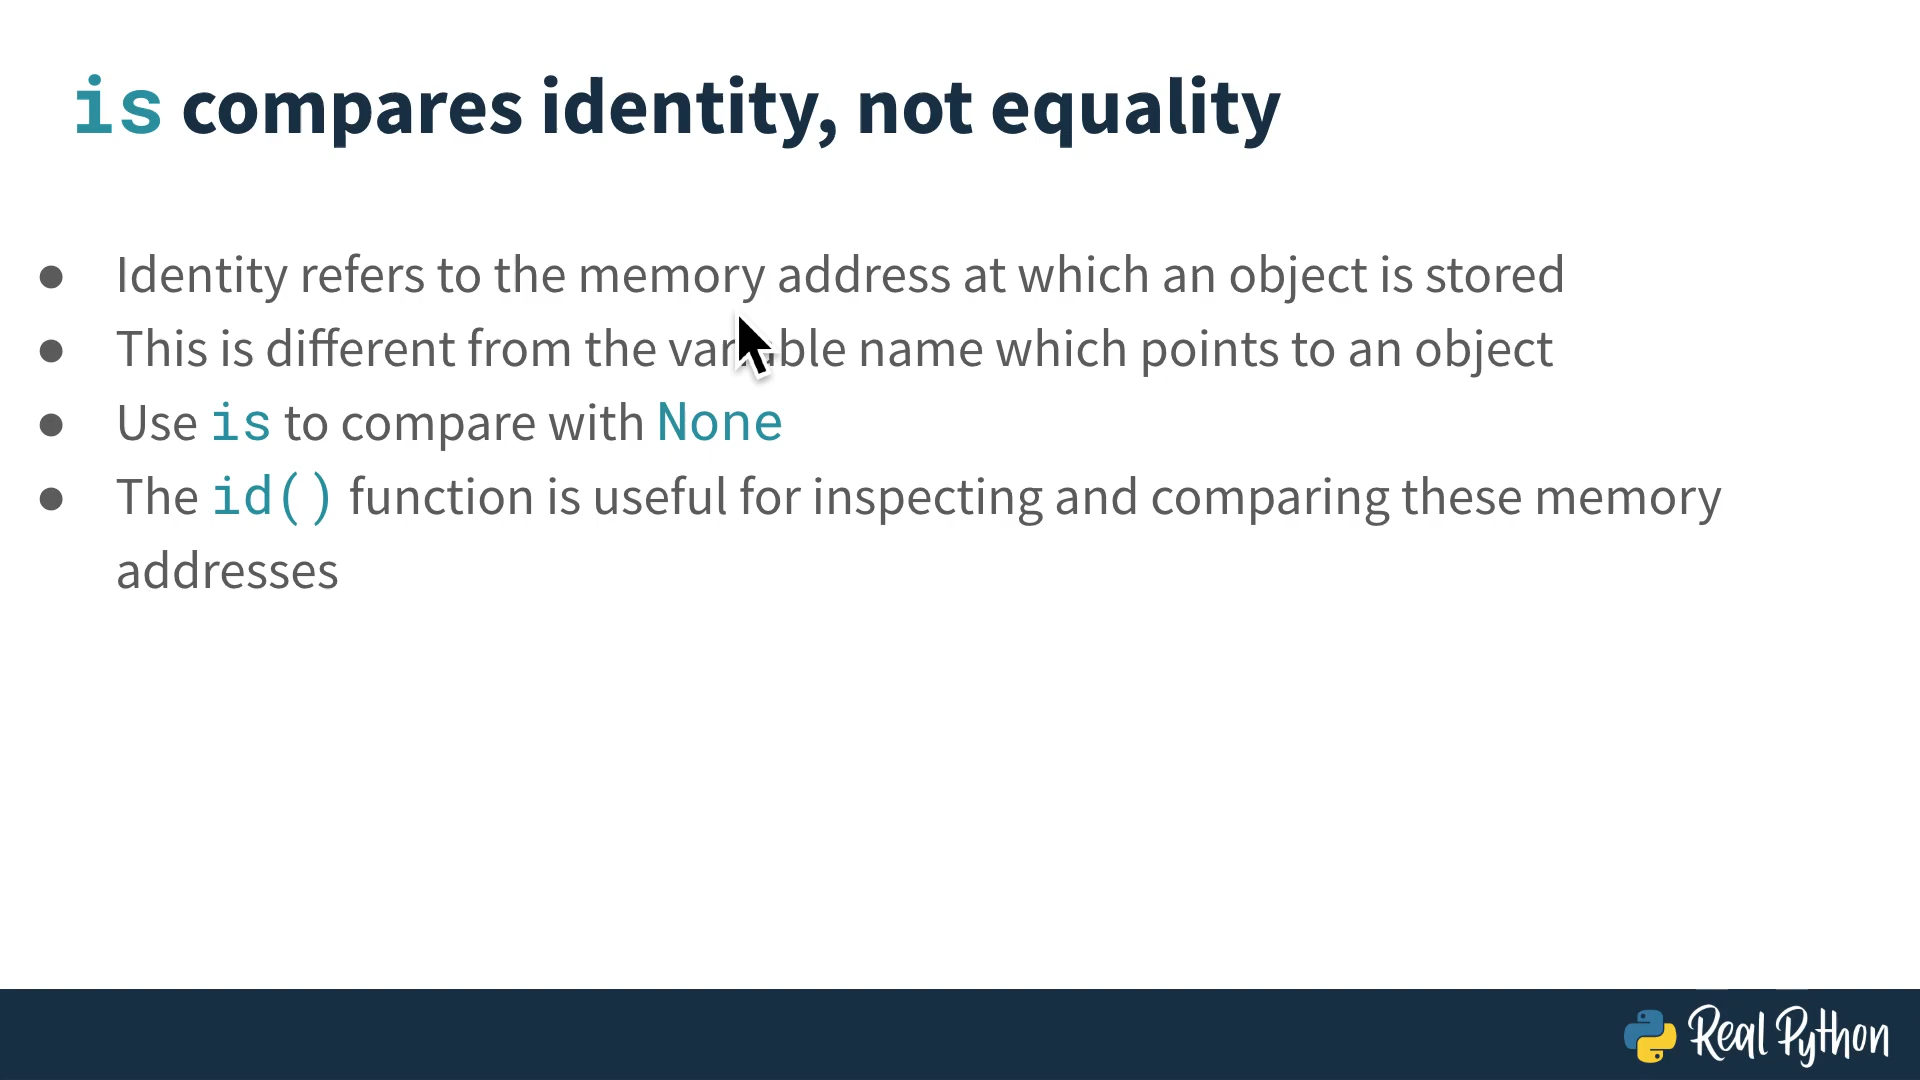 is compares identity, not equality
● Identity refers to the memory address at which an object is stored
● This is different from the variable name which points to an object
● Use is to compare with None
● The id() function is useful for inspecting and comparing these memory
addresses
Real Python